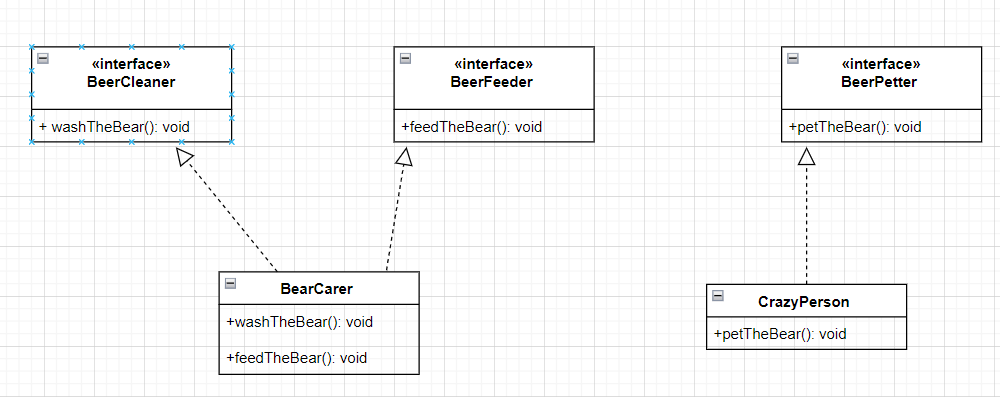 «interface»
BeerCleaner
+ washTheBear(): void
«interface»
BeerFeeder
+feedTheBear(): void
«interface»
BeerPetter
+petTheBear(): void
BearCarer
+washTheBear(): void
+feedTheBear(): void
CrazyPerson
+petTheBear(): void